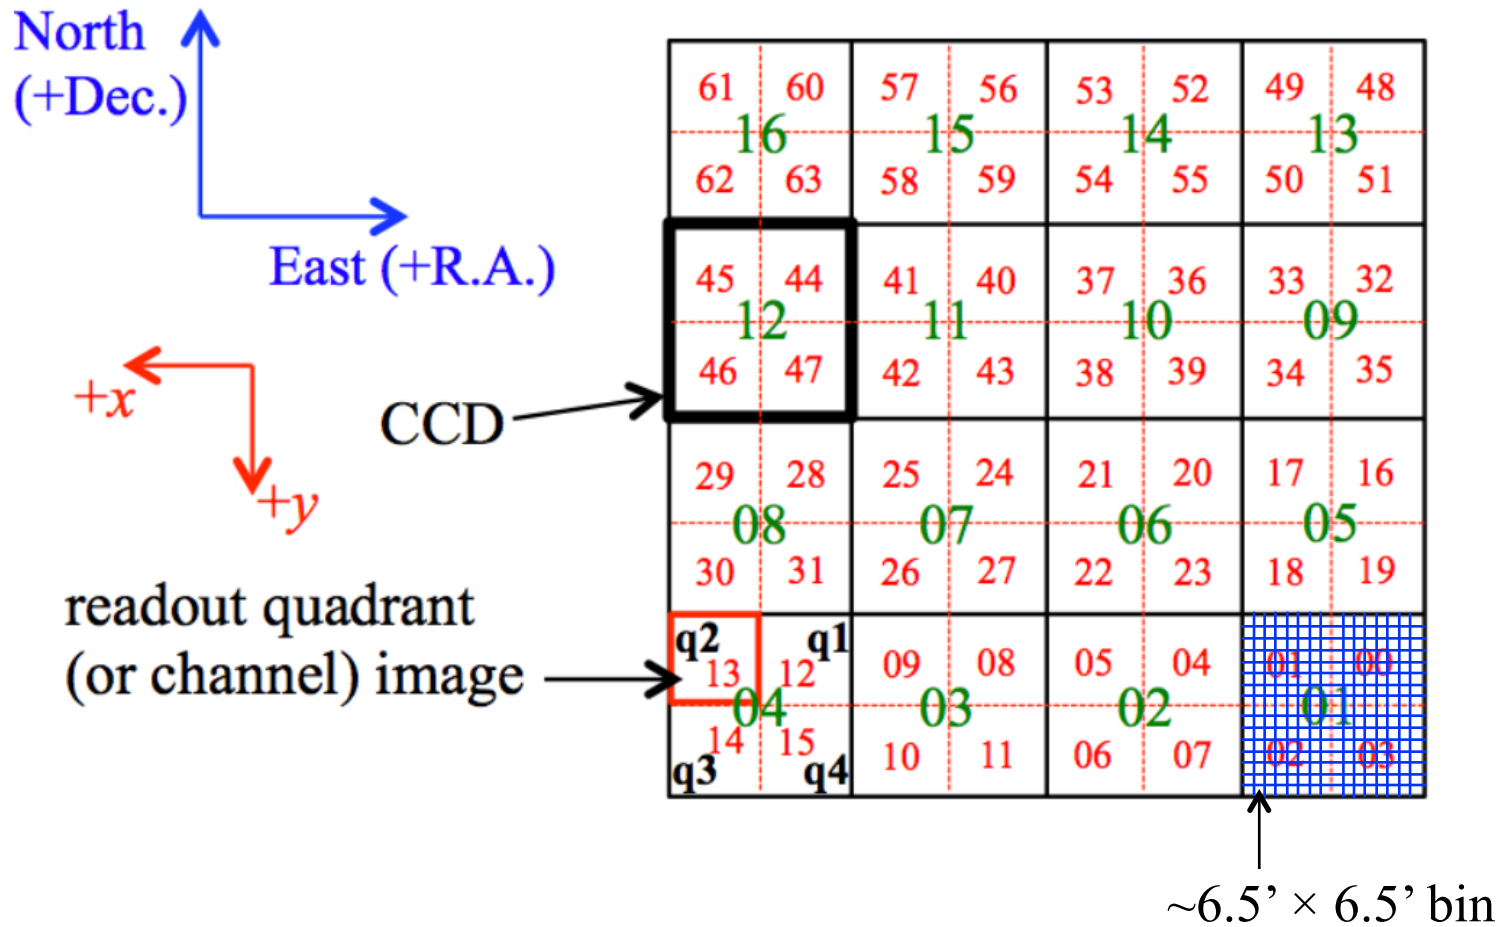 North
(+Dec.)
East (+R.A.)
+x
+y
CCD
readout quadrant
(or channel) image
61 60 57 56 53 52 49 48
16 15 14 13
62 63 58 59 54 55 50 51
45 44 41 40 37 36 33 32
12 11 10 09
46 47 42 43 38 39 34 35
29 28 25 24 21 20 17 16
08 07 06 05
30 31 26 27 22 23 18 19
q2 q1
13 12 09 08 05 04 01 00
04 03 02 01
14 15 10 11 06 07 02 03
q3 q4
~6.5’ × 6.5’ bin